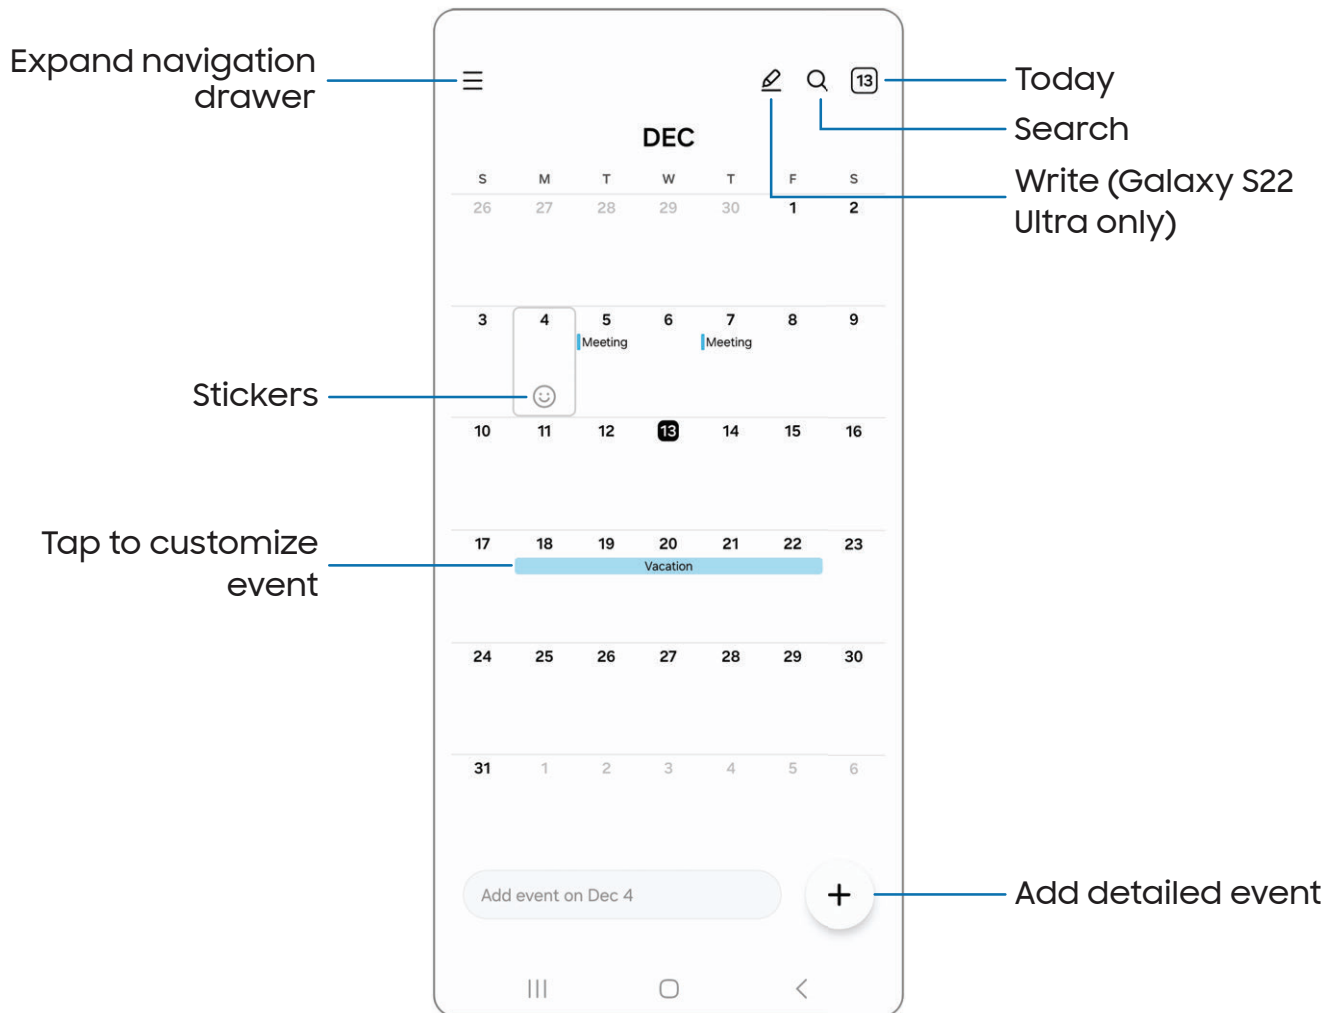 Expand navigation
drawer
13
Today
Search
Write (Galaxy S22
Ultra only)
DEC
S M T W T F S
26 27 28 29 30 1 2
3 4 5 6 7 8 9
Meeting Meeting
Stickers
10 11 12 13 14 15 16
Tap to customize
event
17 18 19 20 21 22 23
Vacation
24 25 26 27 28 29 30
31 1 2 3 4 5 6
Add event on Dec 4
Add detailed event